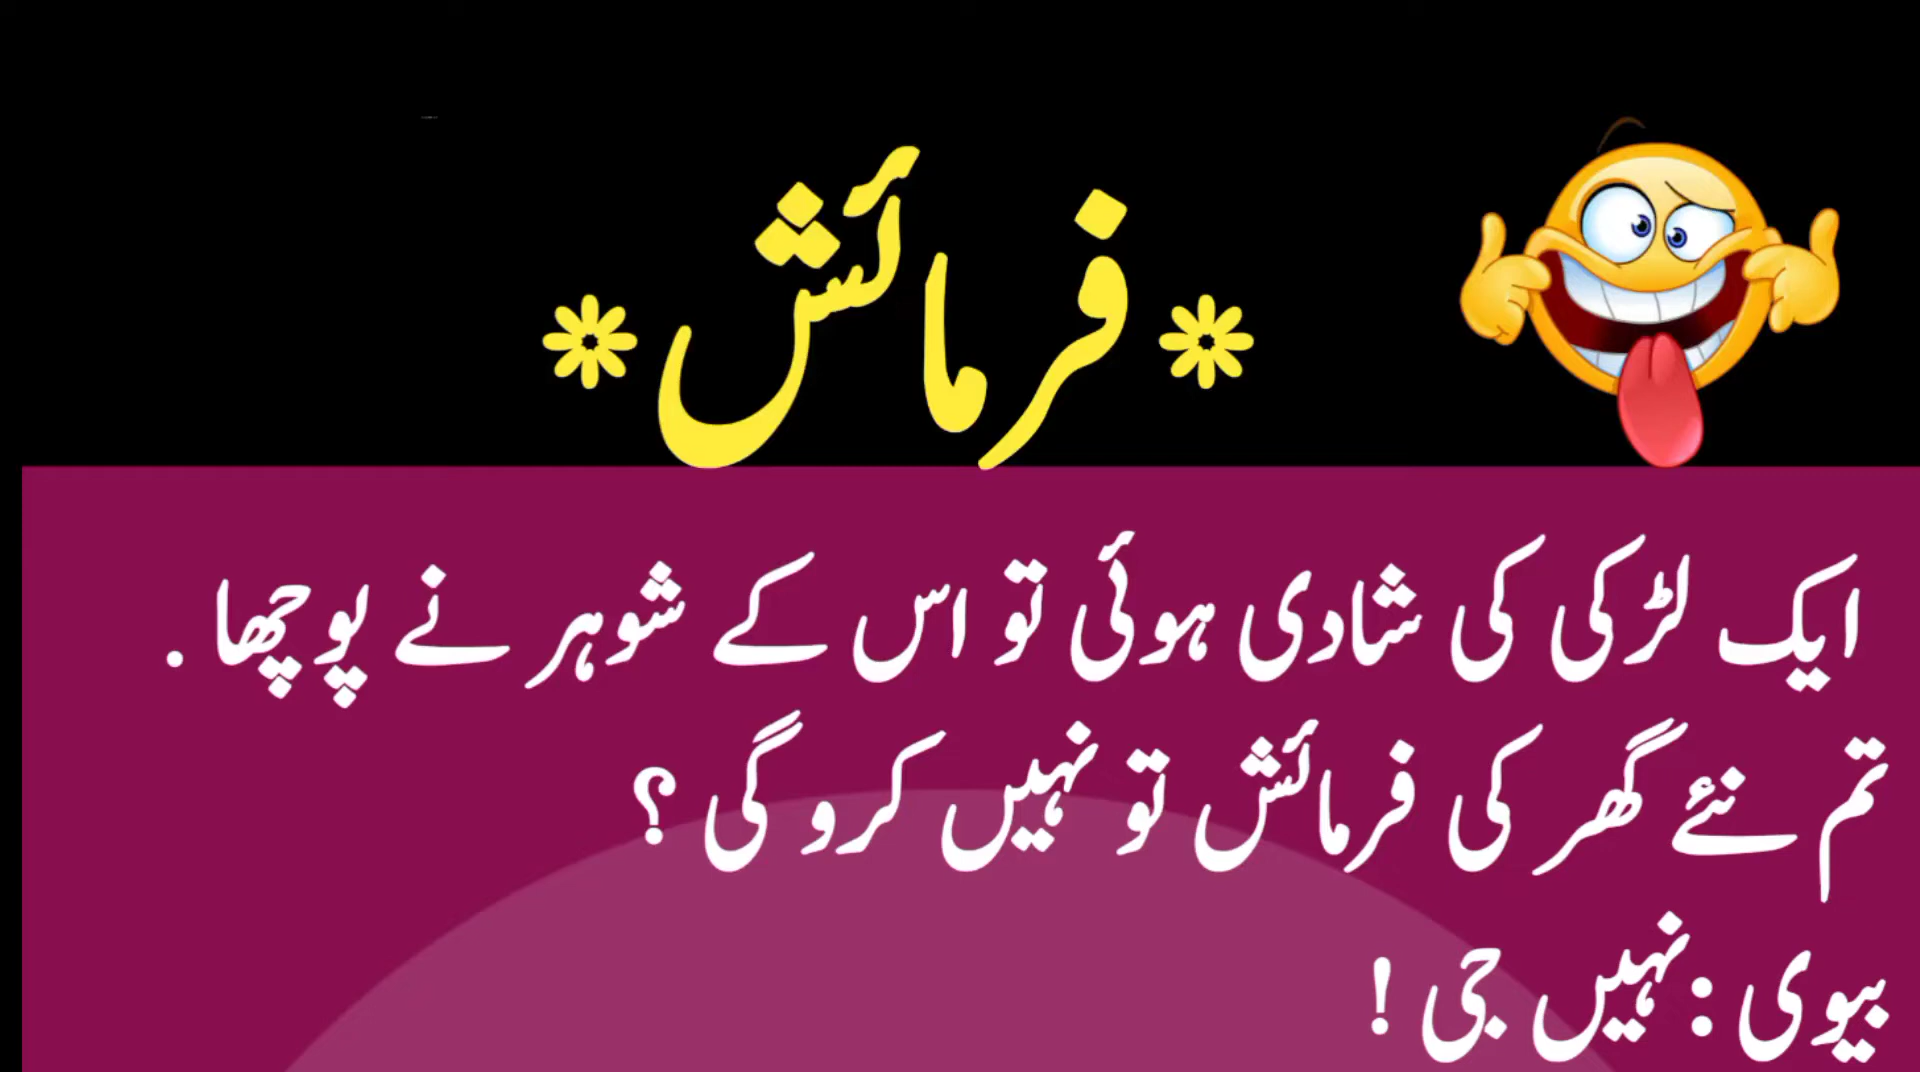 *فرمائش*
ایک لڑکی کی شادی ہوئی تو اس کے شوہر نے پوچھا .
تم نئے گھر کی فرمائش تو نہیں کرو گی ؟
بیوی : نہیں جی !